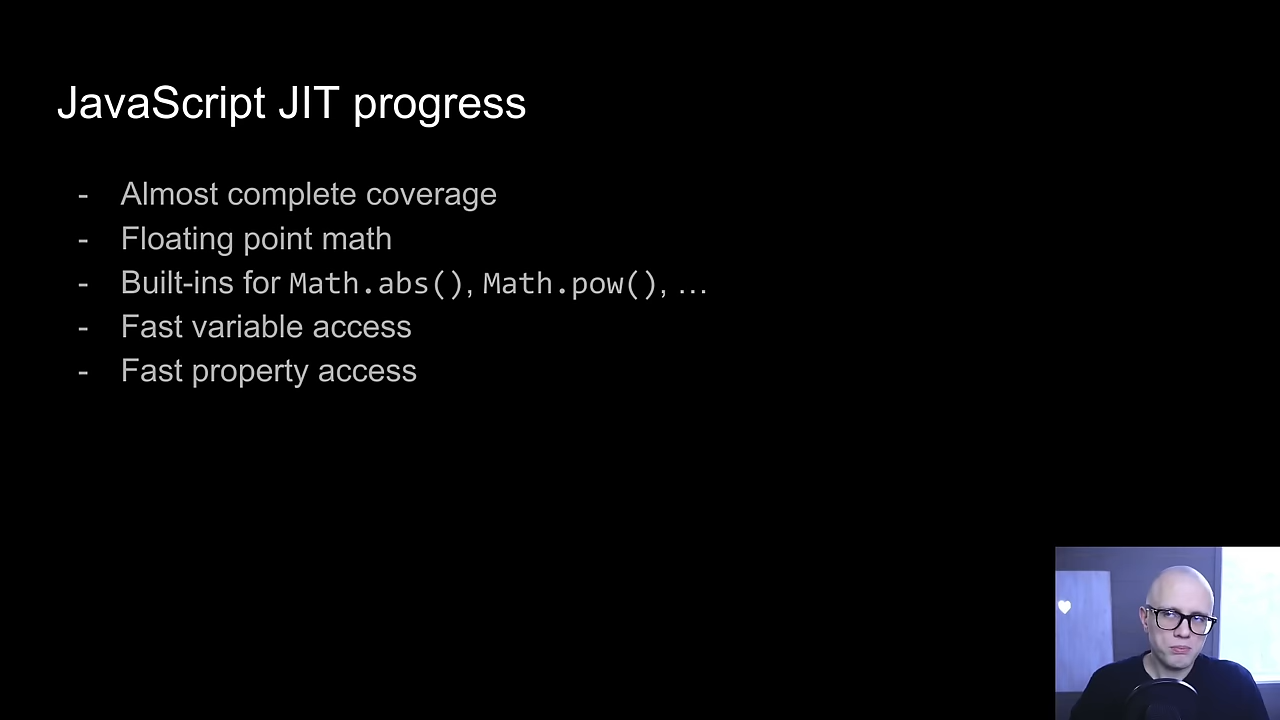 JavaScript JIT progress
- Almost complete coverage
- Floating point math
- Built-ins for Math.abs(), Math.pow(), …
- Fast variable access
- Fast property access